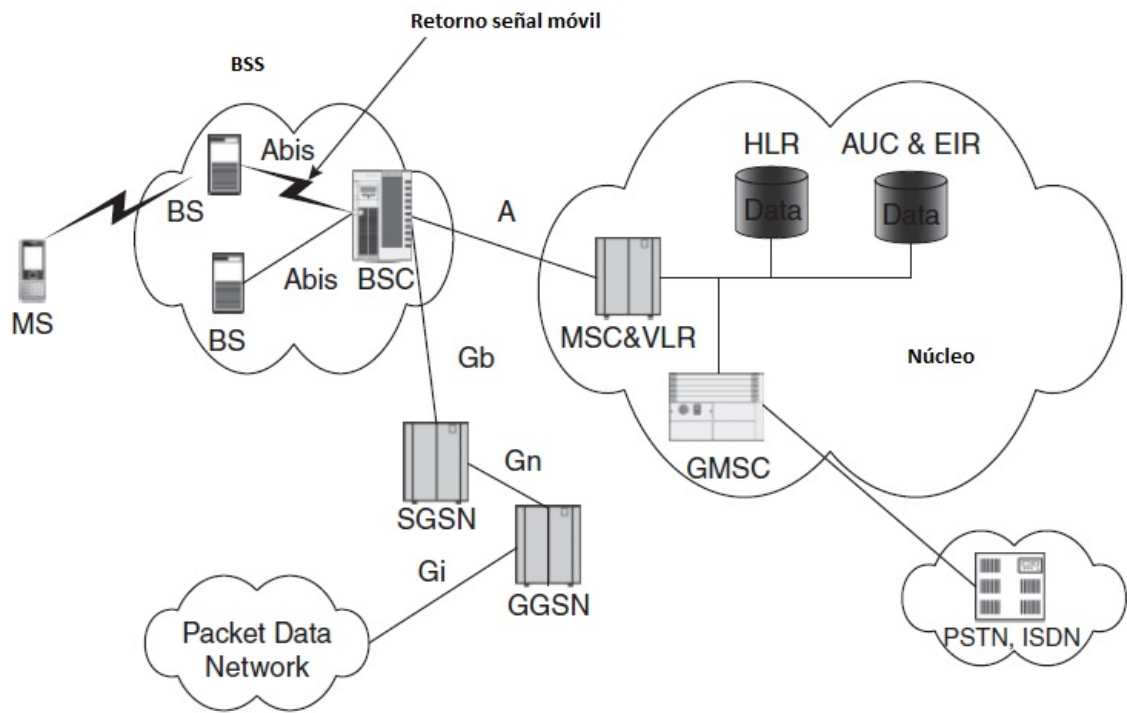 Retorno señal móvil
BSS
Abis
BS
MS
Abis
BSC
BS
A
HLR
AUC & EIR
Data
Data
MSC&VLR
Núcleo
Gb
GMSC
Gn
SGSN
Gi
GGSN
Packet Data
Network
PSTN, ISDN